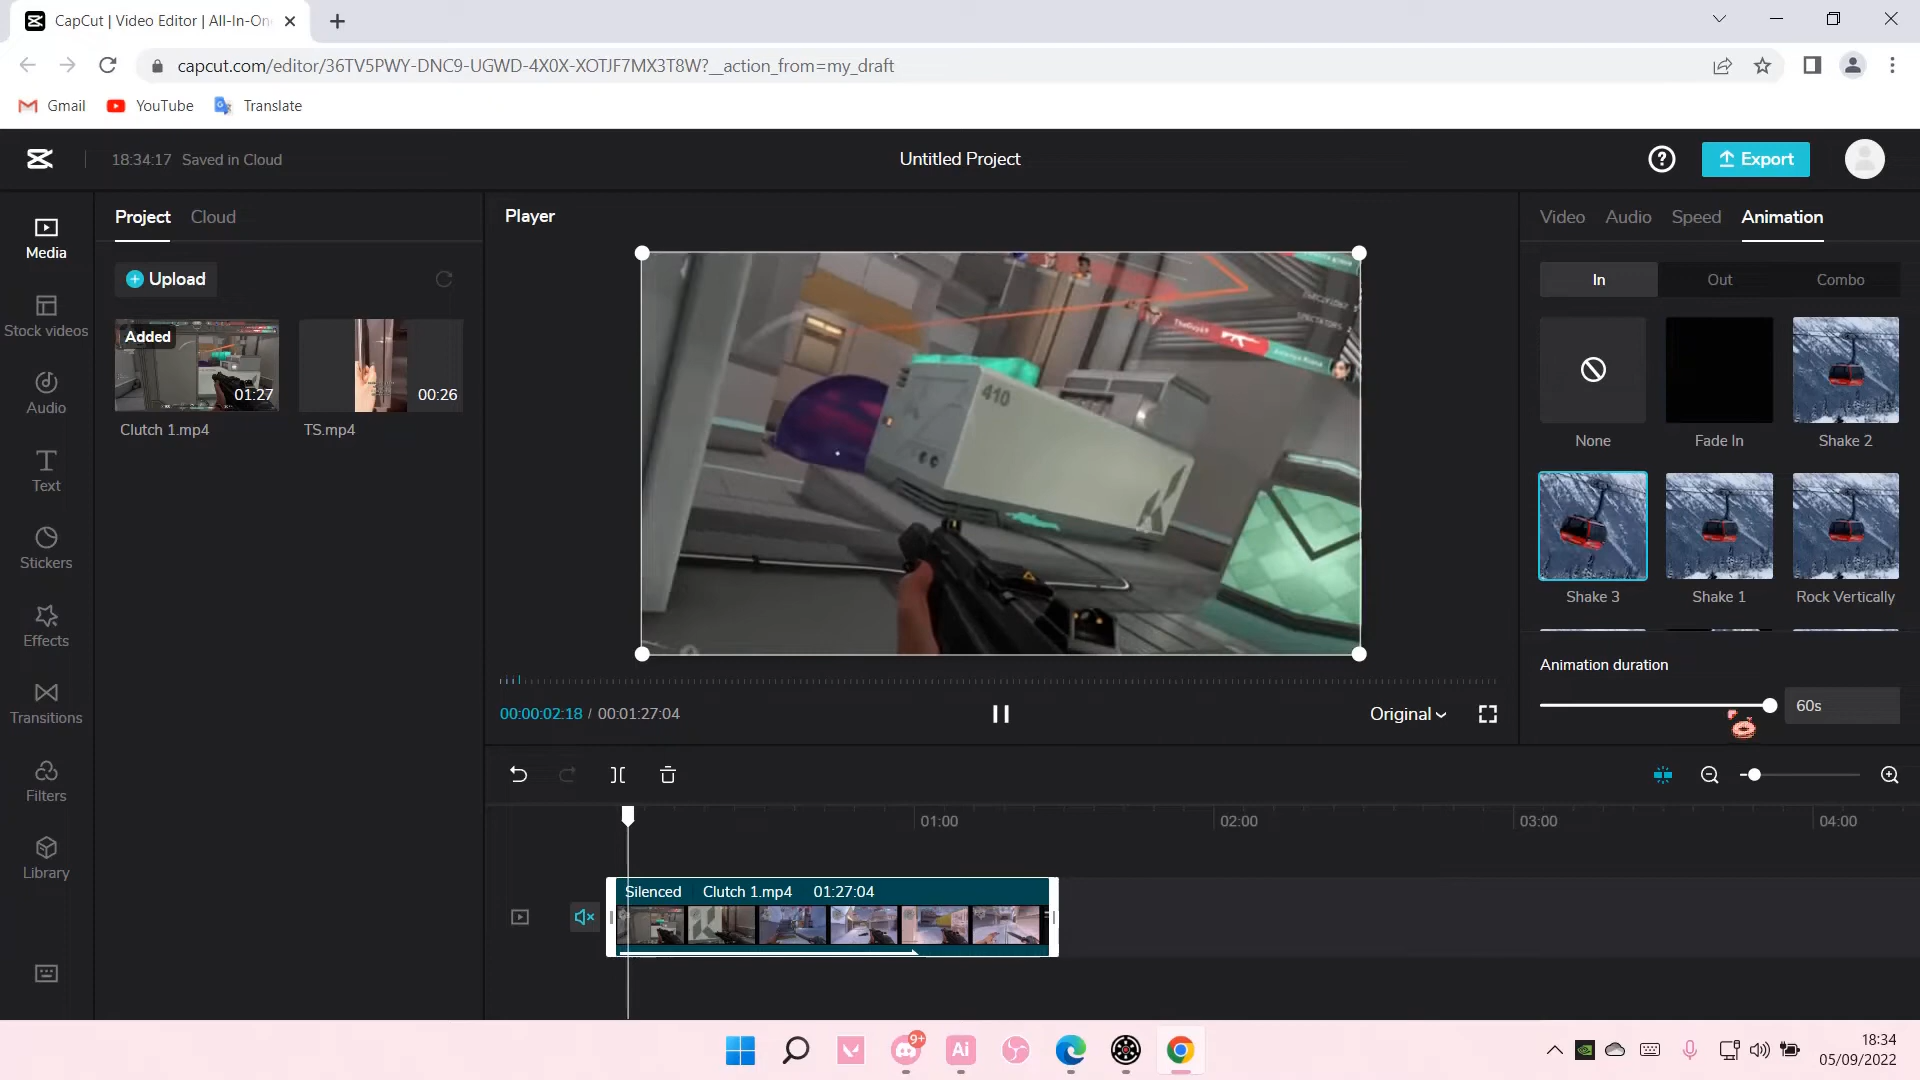 CapCut | Video Editor | All-In-On
capcut.com/editor/36TV5PWY-DNC9-UGWD-4X0X-XOTJF7MX3T8W?__action_from=my_draft
Gmail YouTube Translate
18:34:17 Saved in Cloud
Untitled Project
Export
Media
Stock videos
Audio
Text
Stickers
Effects
Transitions
Filters
Library
Project Cloud
Upload
Added
01:27
00:26
Clutch 1.mp4 TS.mp4
Player
410
00:00:02:18 / 00:01:27:04
Original
Video Audio Speed Animation
In Out Combo
None Fade In Shake 2
Shake 3 Shake 1 Rock Vertically
Animation duration
60s
01:00 02:00 03:00 04:00
Silenced Clutch 1.mp4 01:27:04
9+
Ai
18:34
05/09/2022